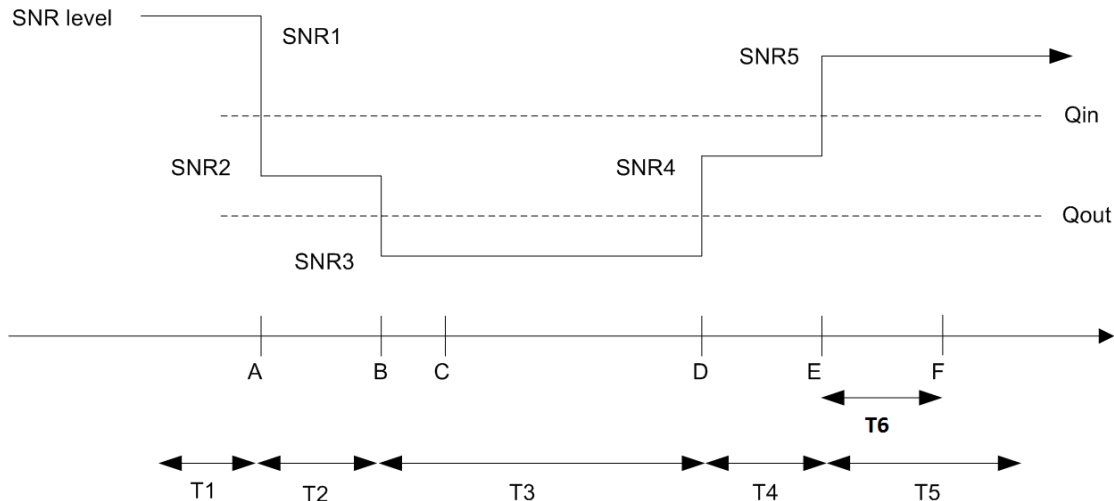 SNR level
SNR1
SNR5
Qin
SNR2
SNR4
Qout
SNR3
A B C D E F
T6
T1 T2 T3 T4 T5